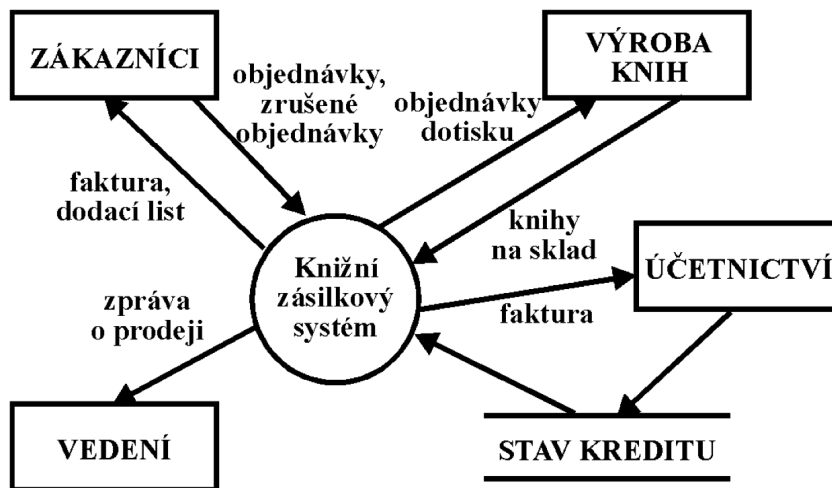 ZÁKAZNÍCI
VÝROBA
KNIH
objednávky,
zrušené
objednávky
objednávky
dotisku
faktura,
dodací list
knihy
na sklad
Knižní
zásilkový
systém
ÚČETNICTVÍ
zpráva
o prodeji
faktura
VEDENÍ
STAV KREDITU